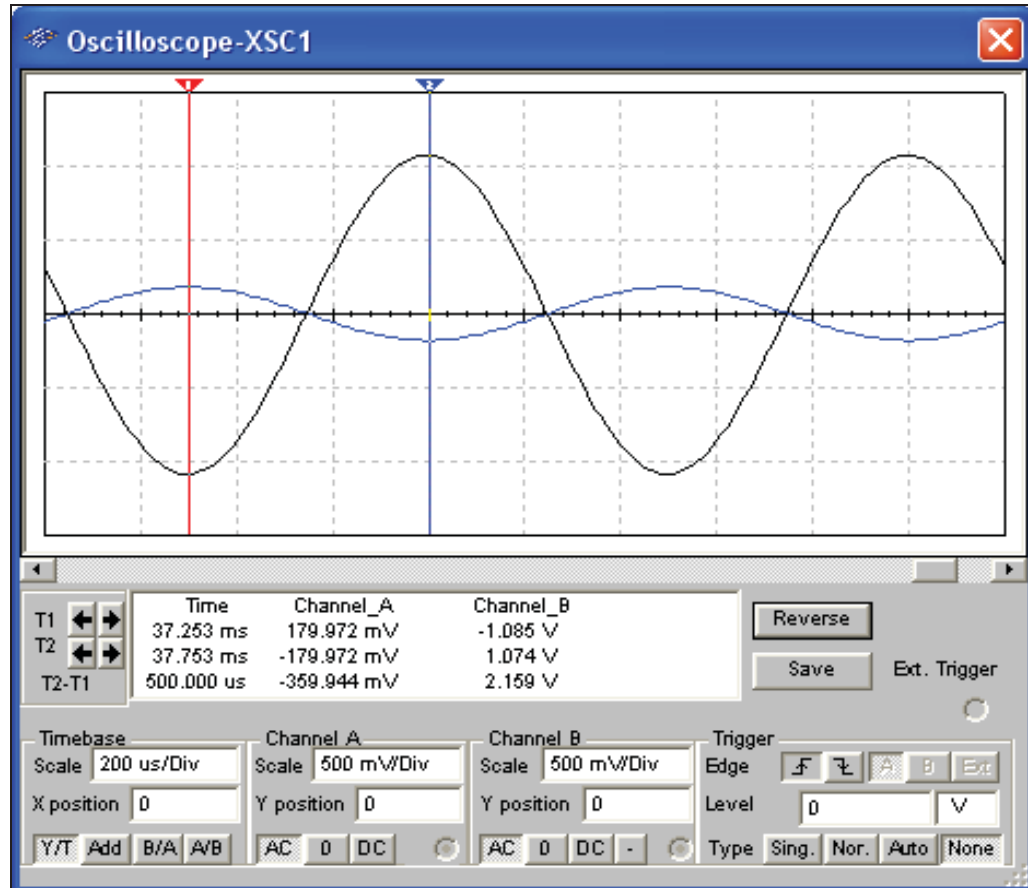 Oscilloscope-XSC1
1 2
Time Channel_A Channel_B
T1 37.253 ms 179.972 mV -1.085 V
T2 37.753 ms -179.972 mV 1.074 V
T2-T1 500.000 us -359.944 mV 2.159 V
Reverse
Save Ext. Trigger
Timebase Channel A Channel B Trigger
Scale 200 us/Div Scale 500 mV/Div Scale 500 mV/Div Edge A B Ext
X position 0 Y position 0 Y position 0 Level 0 V
Y/T Add B/A A/B AC 0 DC AC 0 DC - Type Sing. Nor. Auto None